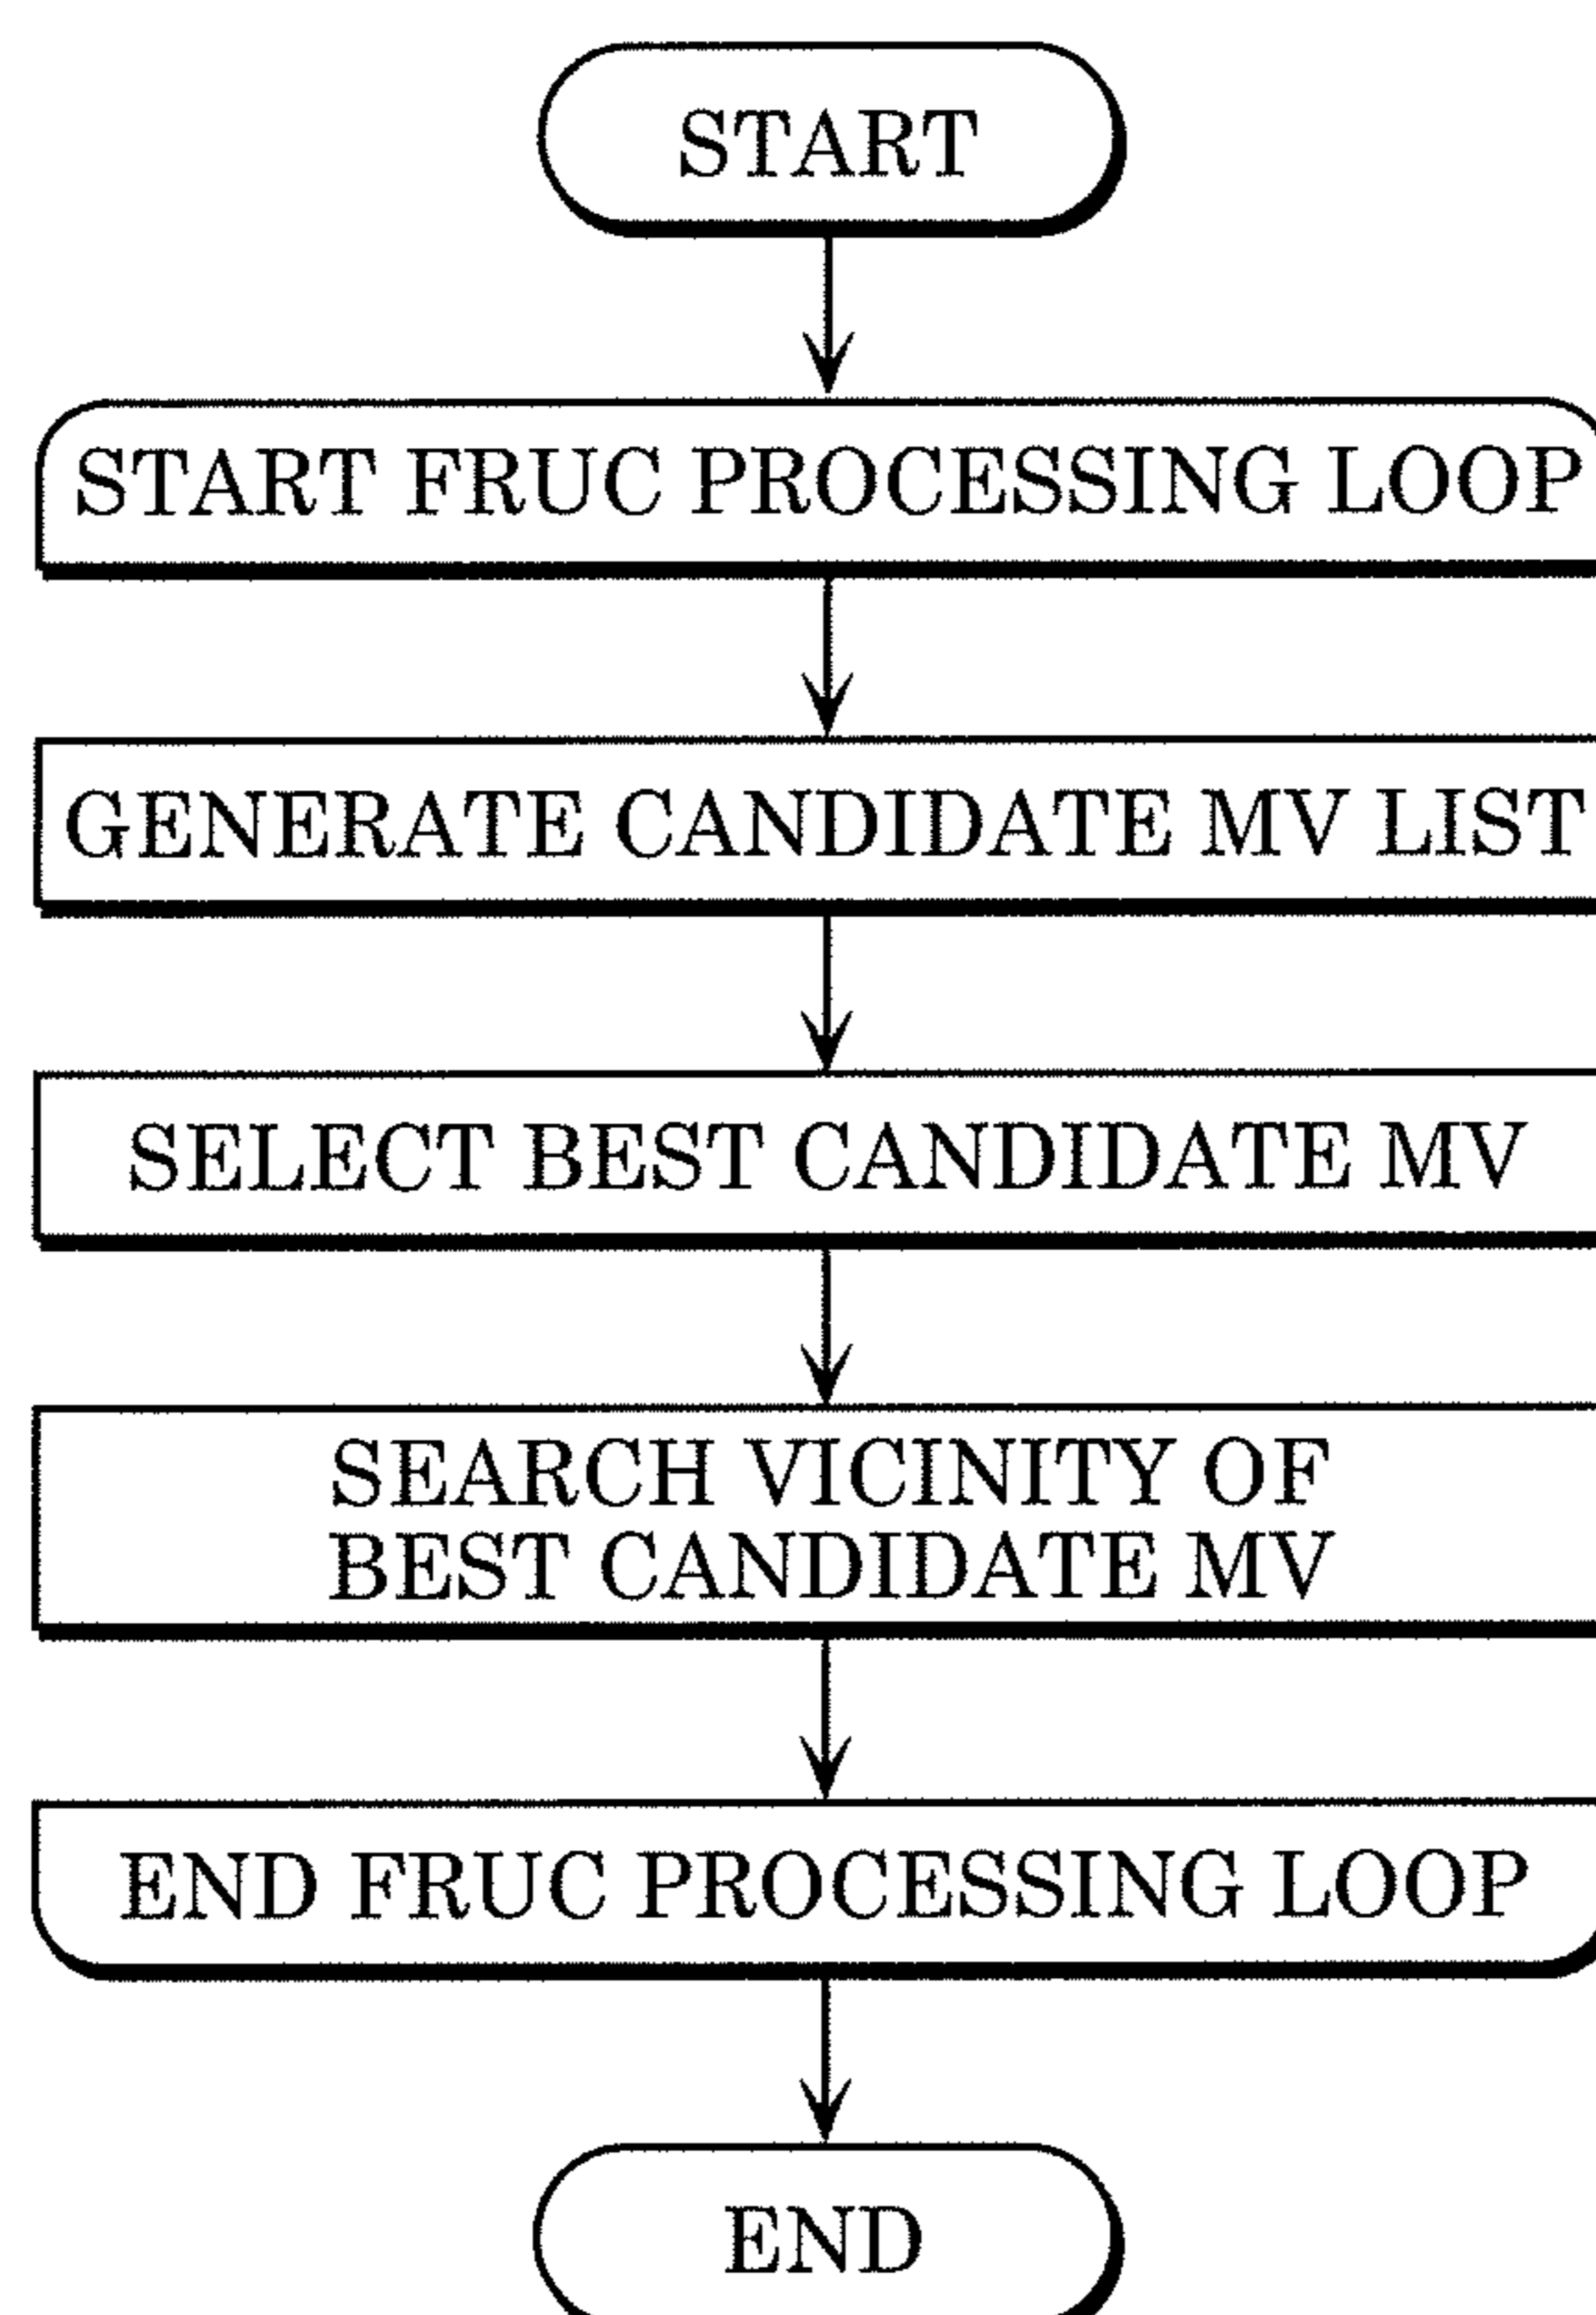 START
START FRUC PROCESSING LOOP
GENERATE CANDIDATE MV LIST
SELECT BEST CANDIDATE MV
SEARCH VICINITY OF
BEST CANDIDATE MV
END FRUC PROCESSING LOOP
END